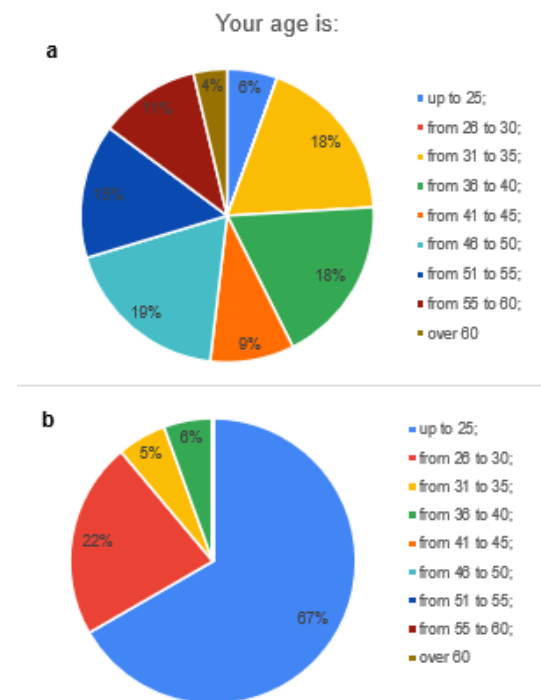 Your age is:
a
4%
6%
18%
18%
9%
19%
11%
up to 25;
from 26 to 30;
from 31 to 35;
from 36 to 40;
from 41 to 45;
from 46 to 50;
from 51 to 55;
from 55 to 60;
over 60
b
6%
5%
22%
67%
up to 25;
from 26 to 30;
from 31 to 35;
from 36 to 40;
from 41 to 45;
from 46 to 50;
from 51 to 55;
from 55 to 60;
over 60